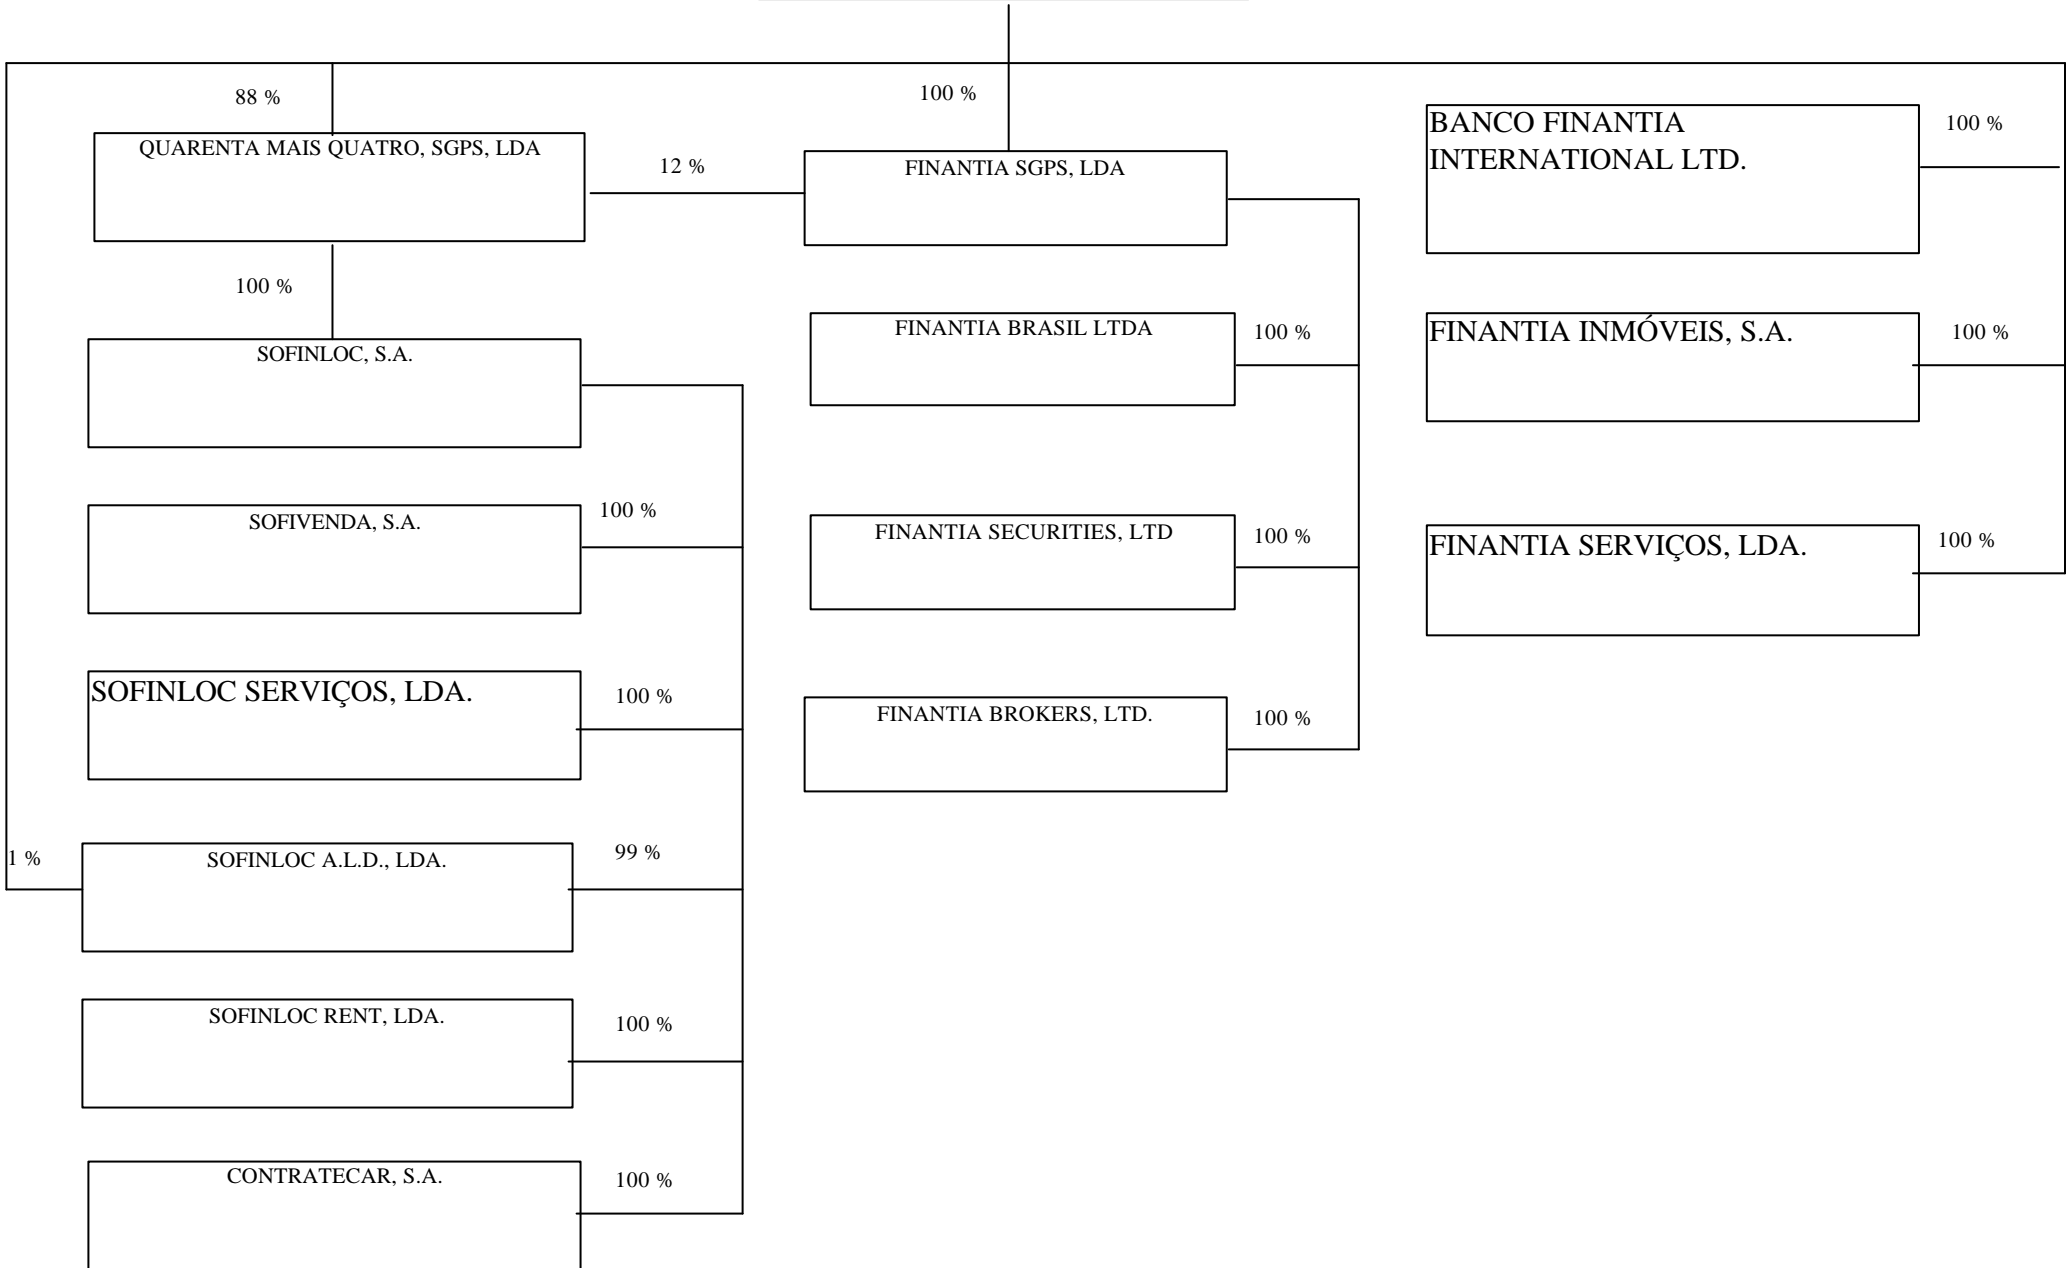 88 %
100 %
QUARENTA MAIS QUATRO, SGPS, LDA
12 %
FINANTIA SGPS, LDA
BANCO FINANTIA
INTERNATIONAL LTD.
100 %
100 %
SOFINLOC, S.A.
FINANTIA BRASIL LTDA
100 %
FINANTIA INMÓVEIS, S.A.
100 %
SOFIVENDA, S.A.
100 %
FINANTIA SECURITIES, LTD
100 %
FINANTIA SERVIÇOS, LDA.
100 %
SOFINLOC SERVIÇOS, LDA.
100 %
FINANTIA BROKERS, LTD.
100 %
1 %
SOFINLOC A.L.D., LDA.
99 %
SOFINLOC RENT, LDA.
100 %
CONTRATECAR, S.A.
100 %